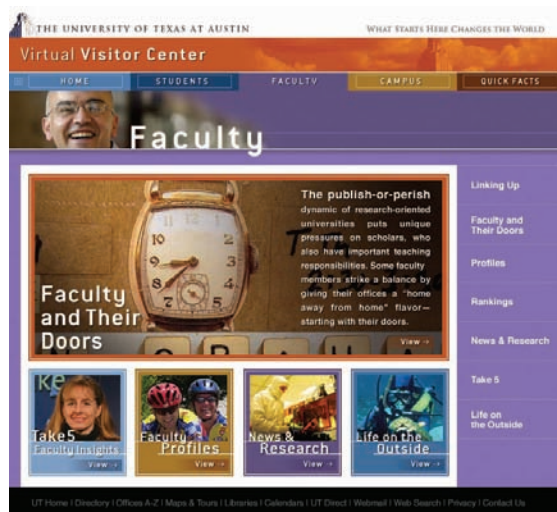 THE UNIVERSITY OF TEXAS AT AUSTIN
WHAT STARTS HERE CHANGES THE WORLD
Virtual Visitor Center
HOME
STUDENTS
FACULTY
CAMPUS
QUICK FACTS
Faculty
The publish-or-perish
dynamic of research-oriented
universities puts unique
pressures on scholars, who
also have important teaching
responsibilities. Some faculty
members strike a balance by
giving their offices a "home
away from home" flavor—
starting with their doors.
View →
Faculty
and Their
Doors
Linking Up
Faculty and
Their Doors
Profiles
Rankings
News & Research
Take 5
Life on
the Outside
Take5
Faculty Insights
View →
Faculty
Profiles
View →
News &
Research
View →
Life on the
Outside
View →
UT Home | Directory | Offices A-Z | Maps & Tours | Libraries | Calendars | UT Direct | Webmail | Web Search | Privacy | Contact Us